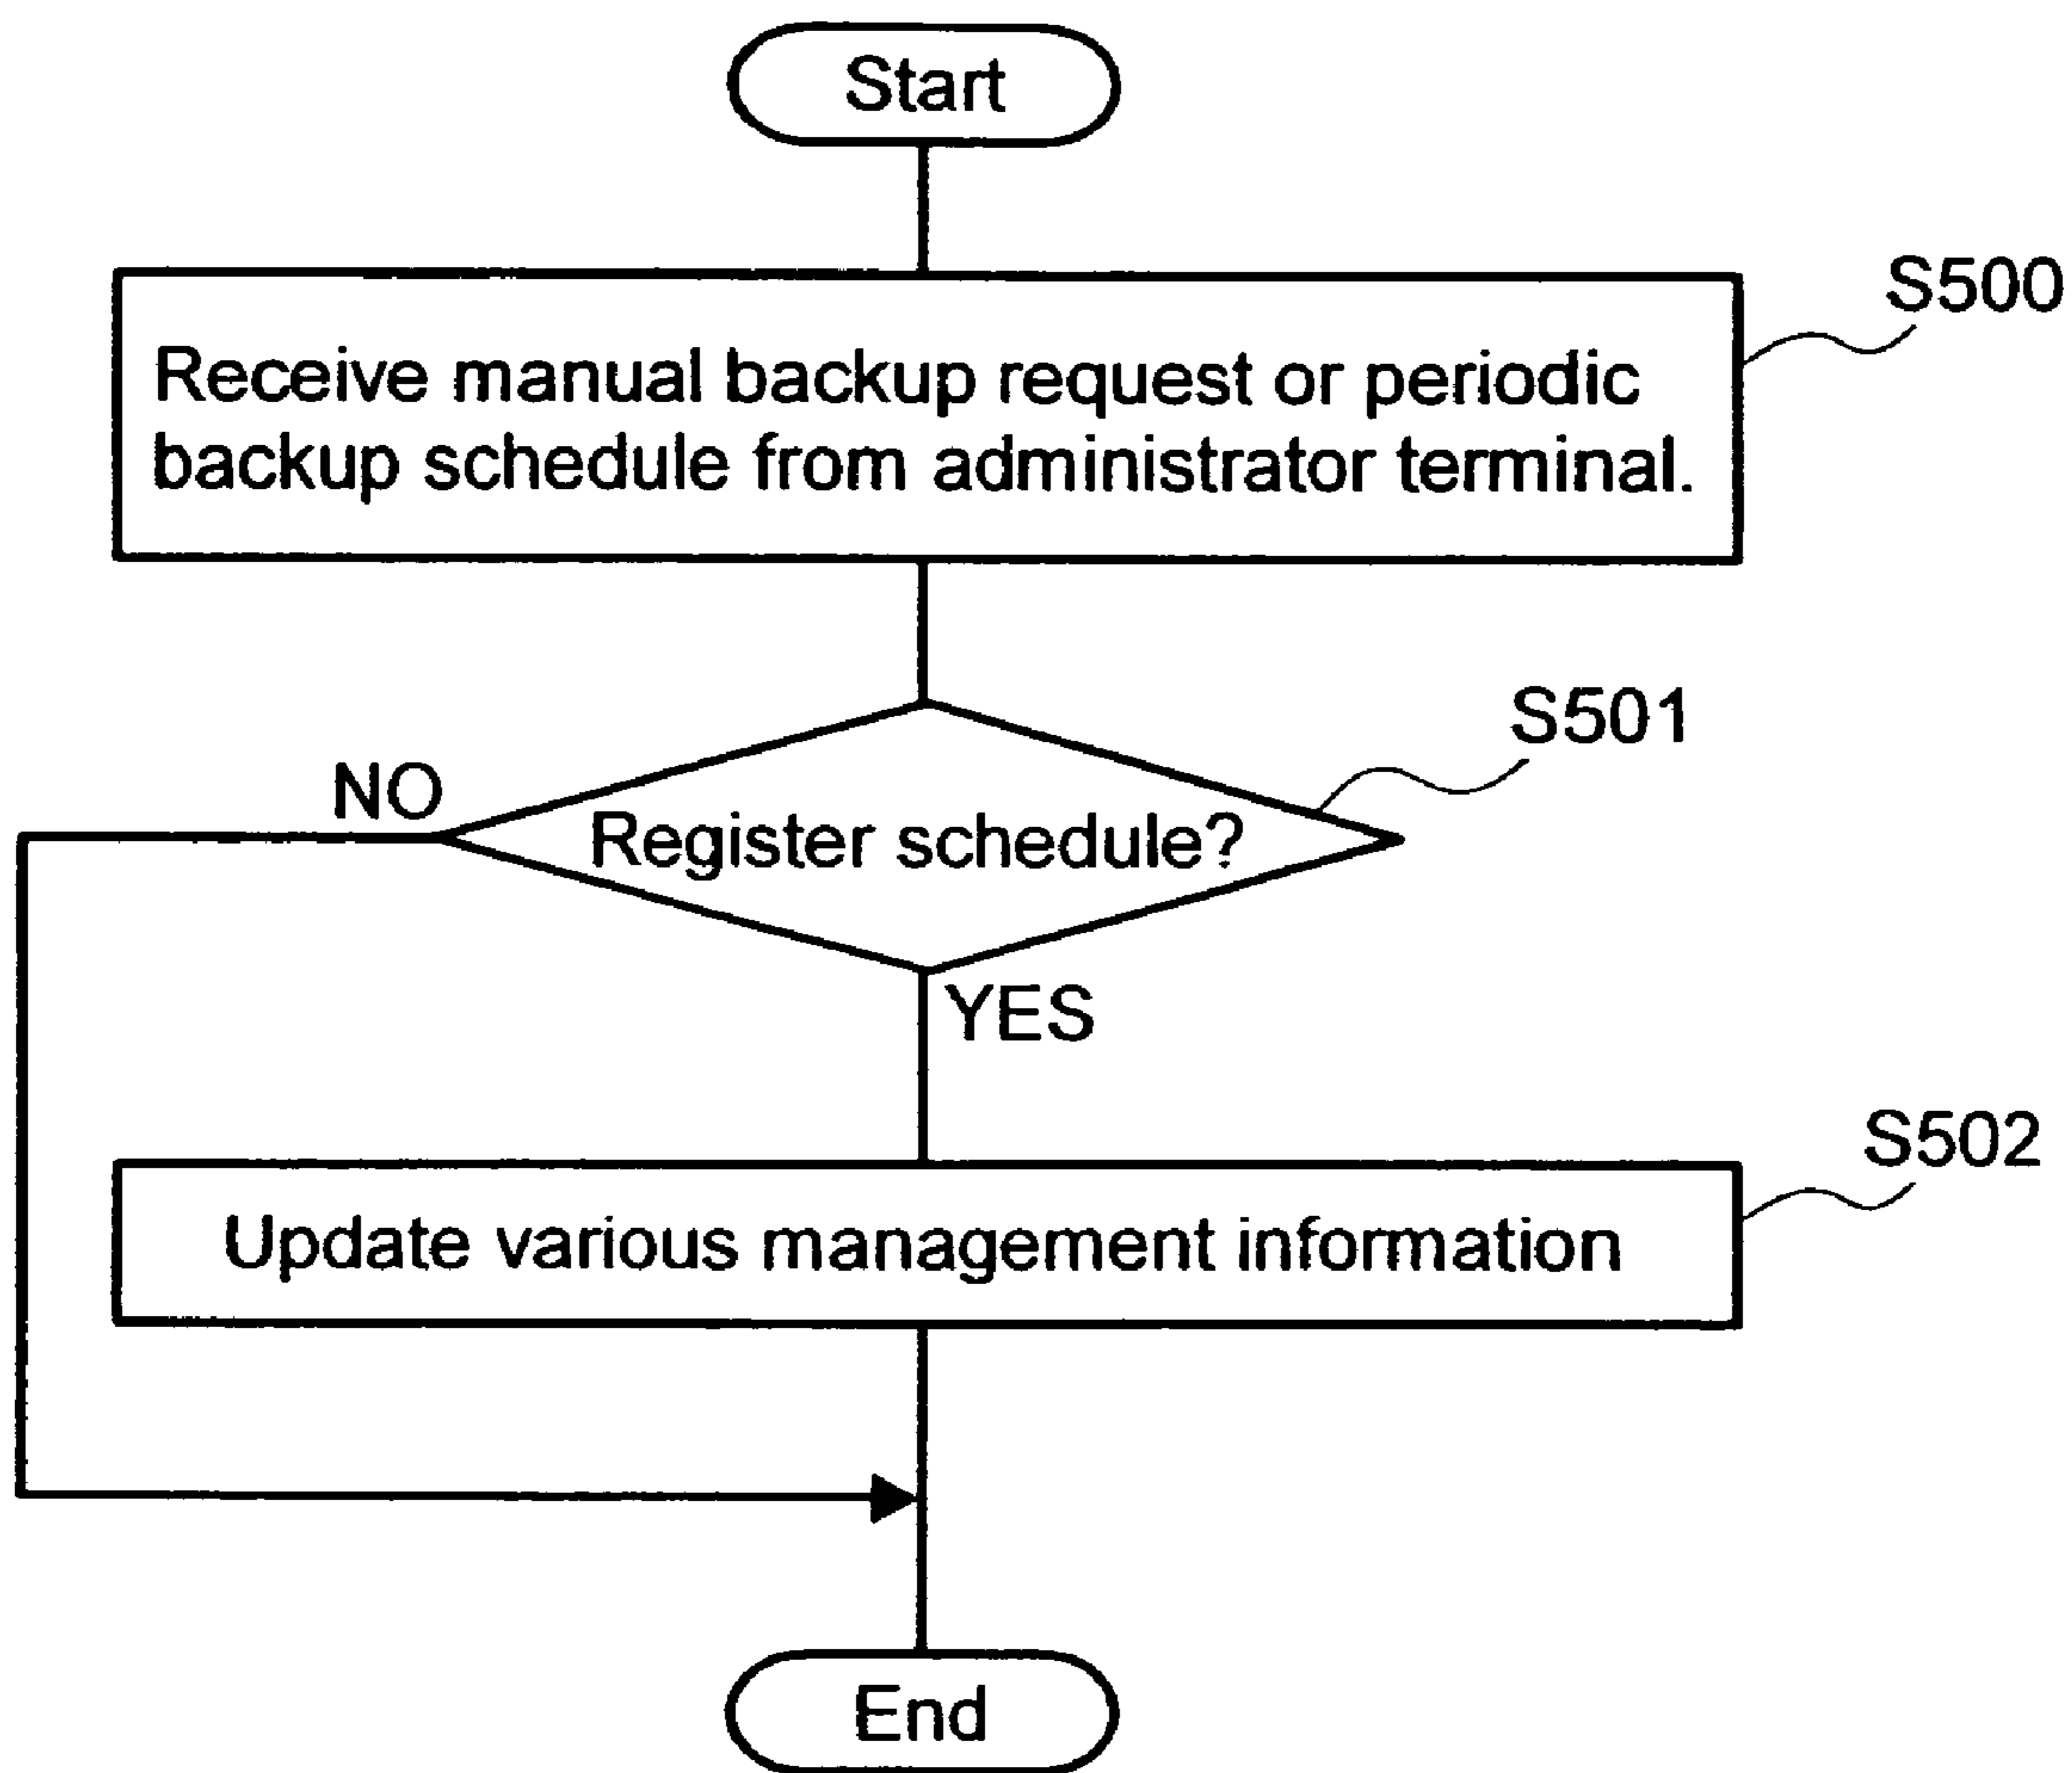 Start
S500
Receive manual backup request or periodic
backup schedule from administrator terminal.
S501
NO
Register schedule?
YES
S502
Update various management information
End